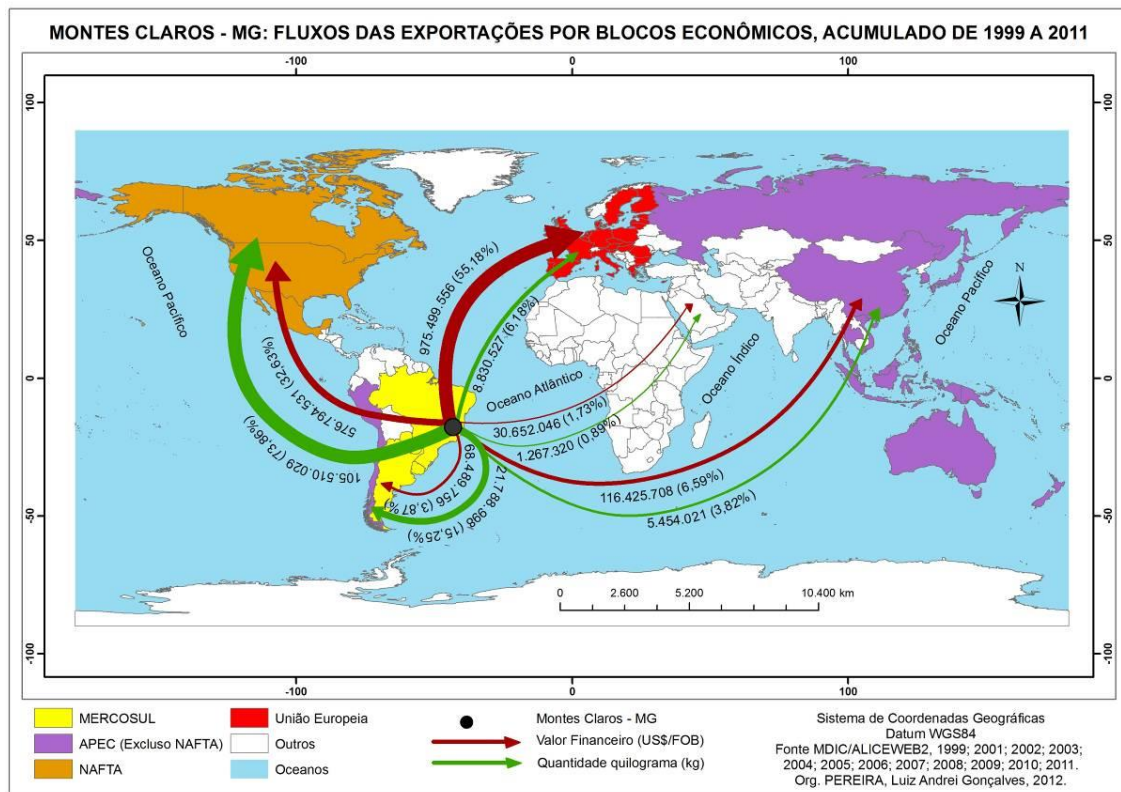 MONTES CLAROS - MG: FLUXOS DAS EXPORTAÇÕES POR BLOCOS ECONÔMICOS, ACUMULADO DE 1999 A 2011
-100
0
100
100
100
50
50
0
0
-50
-50
-100
-100
Oceano Pacífico
Oceano Atlântico
Oceano Índico
Oceano Pacífico
N
975.499.556 (55,18%)
8.830.527 (6,18%)
576.794.531 (32,63%)
105.510.029 (73,86%)
30.652.046 (1.73%)
1.267.320 (0,89%)
68.489.756 (3,87%)
21.788.998 (15,25%)
116.425.708 (6,59%)
5.454.021 (3,82%)
0 2.600 5.200 10.400 km
-100
0
100
MERCOSUL
APEC (Excluso NAFTA)
NAFTA
União Europeia
Outros
Oceanos
Montes Claros - MG
Valor Financeiro (US$/FOB)
Quantidade quilograma (kg)
Sistema de Coordenadas Geográficas
Datum WGS84
Fonte MDIC/ALICEWEB2, 1999; 2001; 2002; 2003;
2004; 2005; 2006; 2007; 2008; 2009; 2010; 2011.
Org. PEREIRA, Luiz Andrei Gonçalves, 2012.